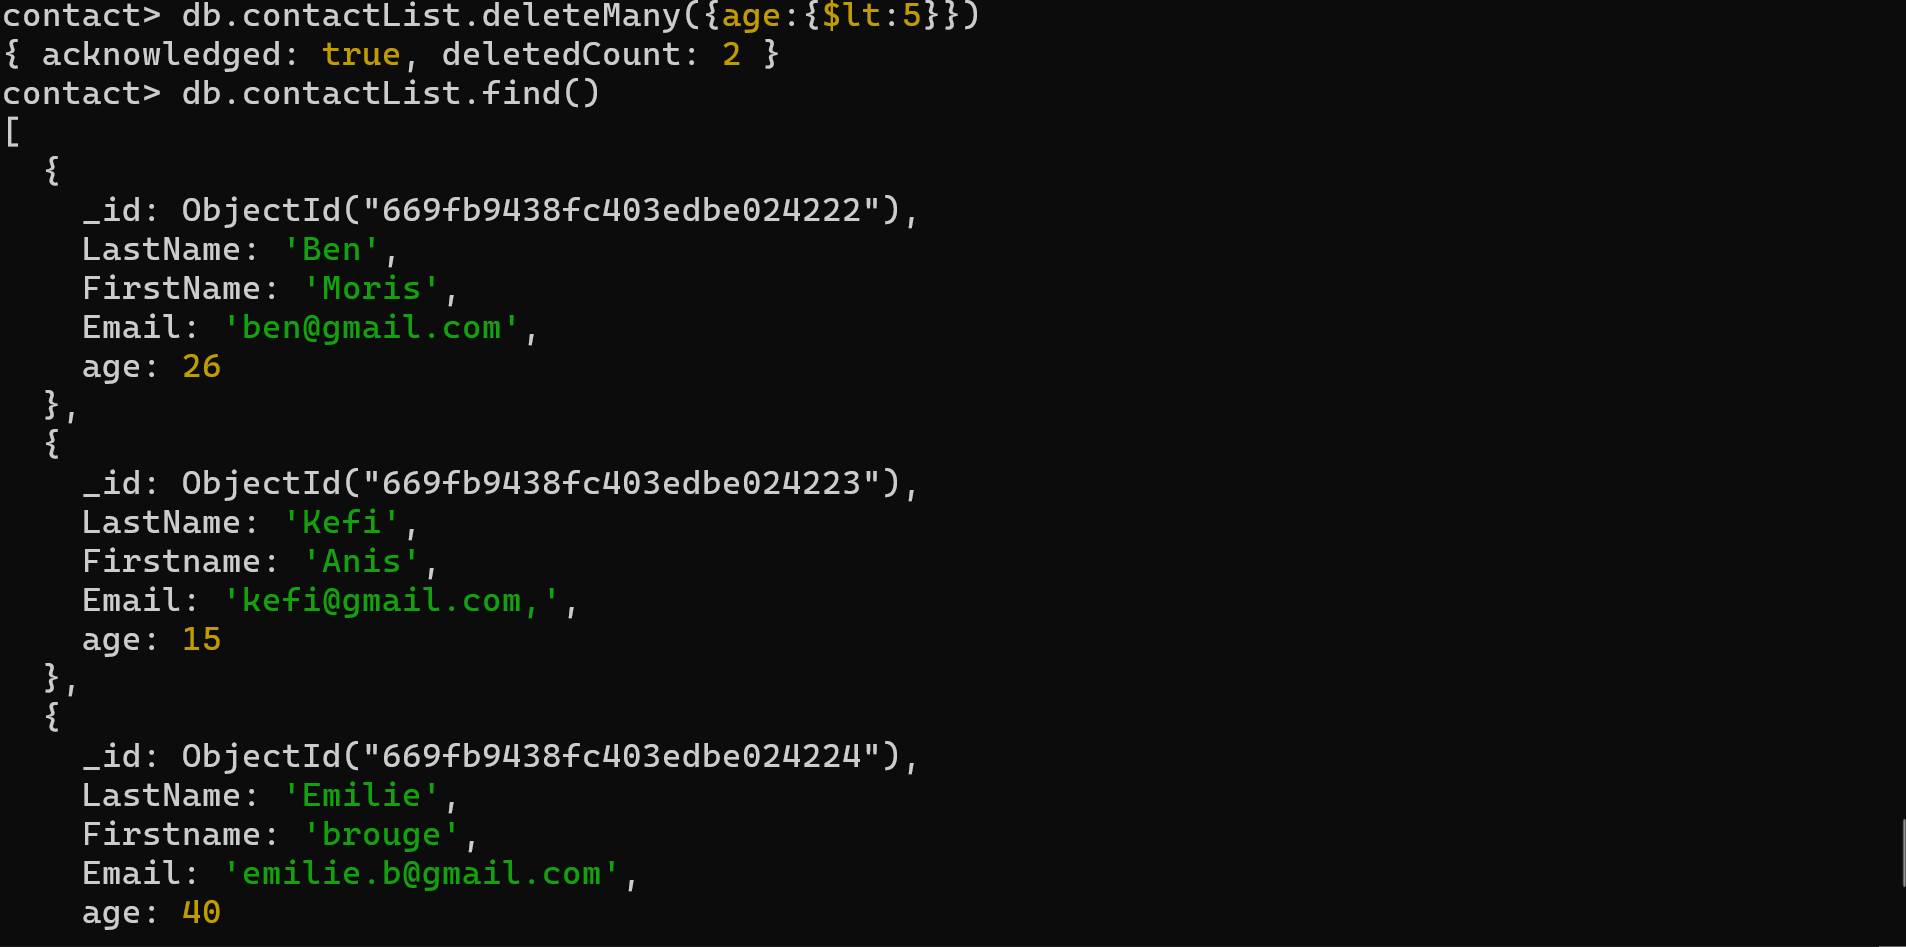 contact> db.contactList.deleteMany({age:{$lt:5}})
{ acknowledged: true, deletedCount: 2 }
contact> db.contactList.find()
[
  {
    _id: ObjectId("669fb9438fc403edbe024222"),
    LastName: 'Ben',
    FirstName: 'Moris',
    Email: 'ben@gmail.com',
    age: 26
  },
  {
    _id: ObjectId("669fb9438fc403edbe024223"),
    LastName: 'Kefi',
    Firstname: 'Anis',
    Email: 'kefi@gmail.com,',
    age: 15
  },
  {
    _id: ObjectId("669fb9438fc403edbe024224"),
    LastName: 'Emilie',
    Firstname: 'brouge',
    Email: 'emilie.b@gmail.com',
    age: 40